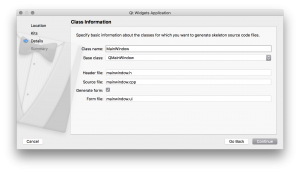 Qt Widgets Application
Location
Kits
Details
Summary
Class Information
Specify basic information about the classes for which you want to generate skeleton source code files.
Class name: MainWindow
Base class: QMainWindow
Header file: mainwindow.h
Source file: mainwindow.cpp
Generate form:
Form file: mainwindow.ui
Cancel
Go Back
Continue